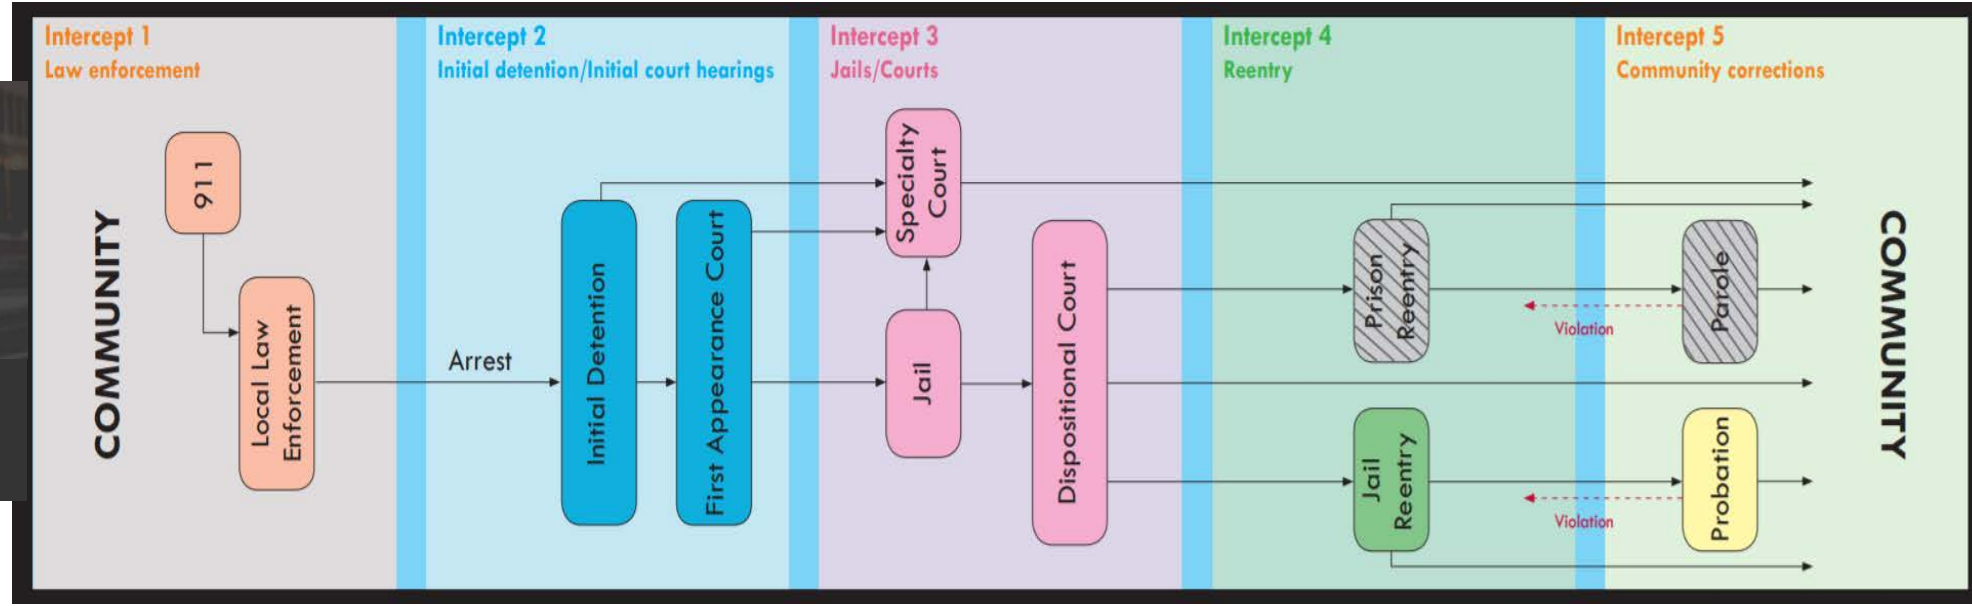 Intercept 1
Law enforcement
COMMUNITY
911
Local Law
Enforcement
Intercept 2
Initial detention/Initial court hearings
Arrest
Initial Detention
First Appearance Court
Intercept 3
Jails/Courts
Specialty
Court
Jail
Dispositional Court
Intercept 4
Reentry
Prison
Reentry
Jail
Reentry
Violation
Violation
Intercept 5
Community corrections
Parole
Probation
COMMUNITY